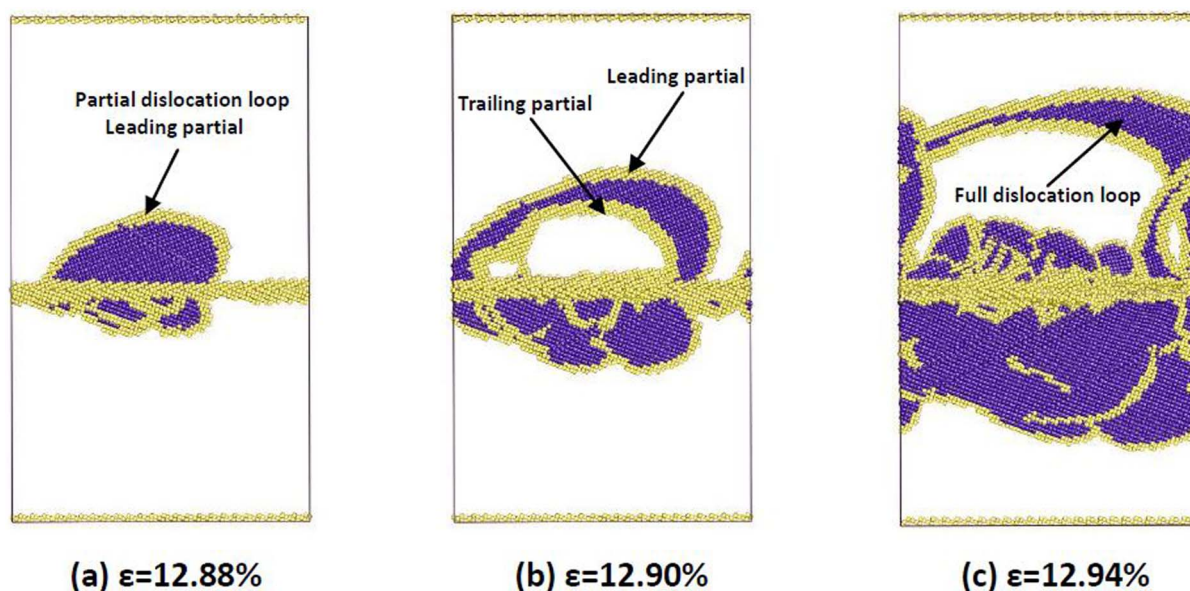 Partial dislocation loop
Leading partial
Leading partial
Trailing partial
Full dislocation loop
(a) ε=12.88%
(b) ε=12.90%
(c) ε=12.94%